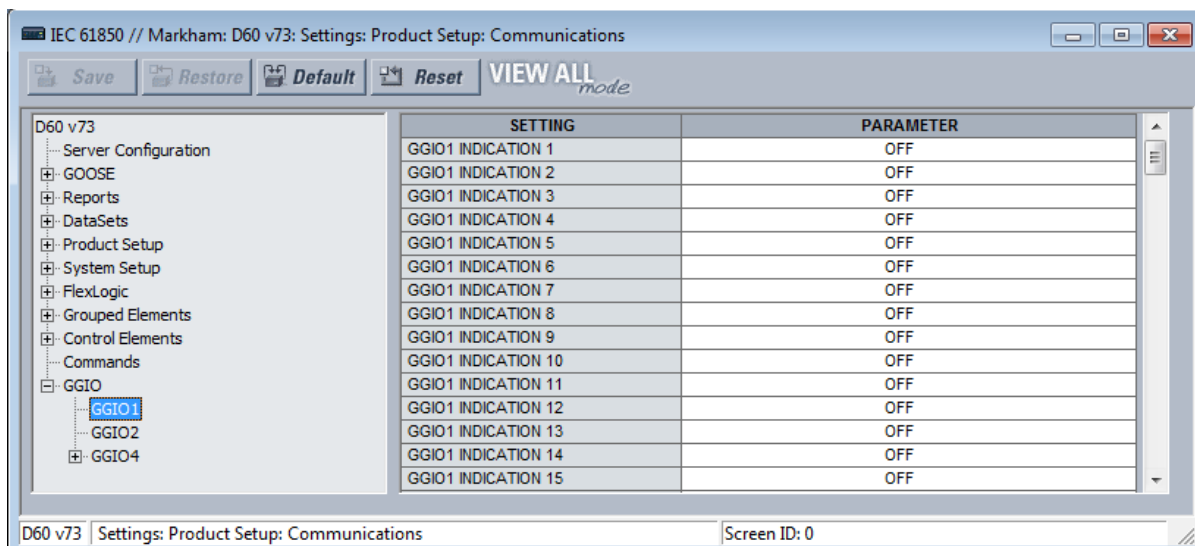 IEC 61850 // Markham: D60 v73: Settings: Product Setup: Communications
Save Restore Default Reset VIEW ALL mode
D60 v73
Server Configuration
GOOSE
Reports
DataSets
Product Setup
System Setup
FlexLogic
Grouped Elements
Control Elements
Commands
GGIO
GGIO1
GGIO2
GGIO4
SETTING PARAMETER
GGIO1 INDICATION 1 OFF
GGIO1 INDICATION 2 OFF
GGIO1 INDICATION 3 OFF
GGIO1 INDICATION 4 OFF
GGIO1 INDICATION 5 OFF
GGIO1 INDICATION 6 OFF
GGIO1 INDICATION 7 OFF
GGIO1 INDICATION 8 OFF
GGIO1 INDICATION 9 OFF
GGIO1 INDICATION 10 OFF
GGIO1 INDICATION 11 OFF
GGIO1 INDICATION 12 OFF
GGIO1 INDICATION 13 OFF
GGIO1 INDICATION 14 OFF
GGIO1 INDICATION 15 OFF
D60 v73 Settings: Product Setup: Communications Screen ID: 0